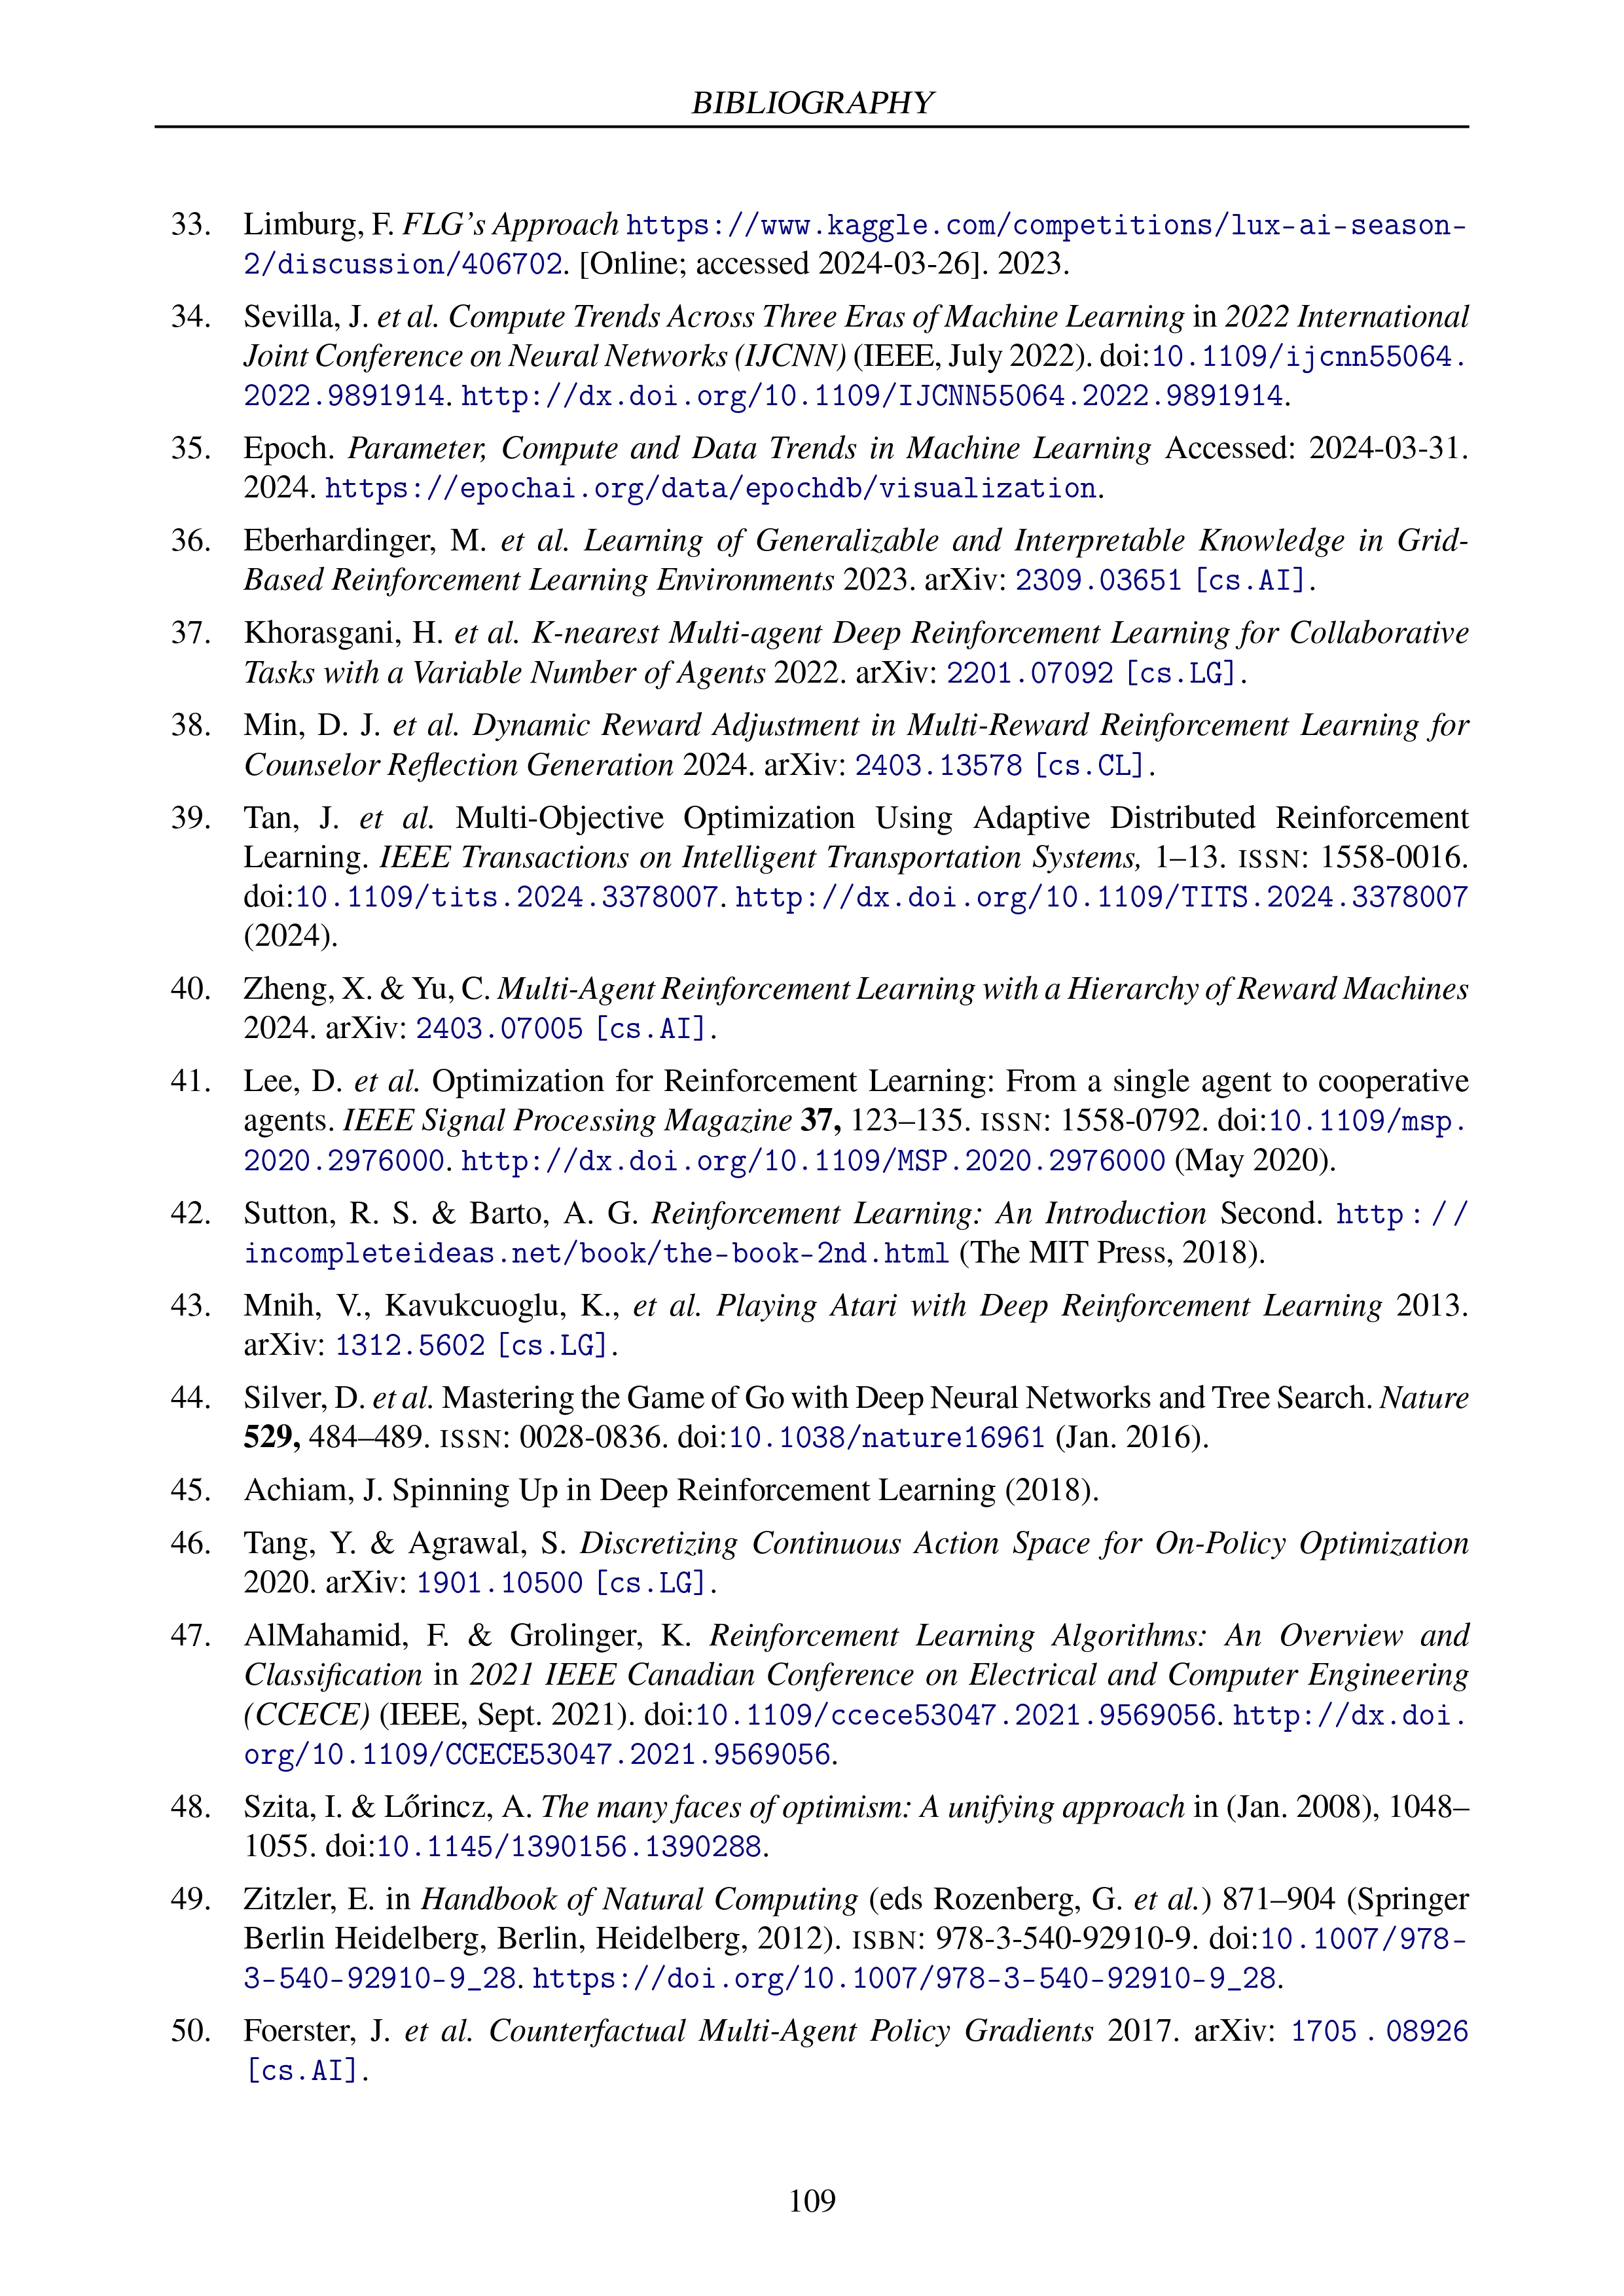 BIBLIOGRAPHY
33. Limburg, F. FLG's Approach https://www.kaggle.com/competitions/lux-ai-season-
2/discussion/406702. [Online; accessed 2024-03-26]. 2023.
34. Sevilla, J. et al. Compute Trends Across Three Eras of Machine Learning in 2022 International
Joint Conference on Neural Networks (IJCNN) (IEEE, July 2022). doi:10.1109/ijcnn55064.
2022.9891914. http://dx.doi.org/10.1109/IJCNN55064.2022.9891914.
35. Epoch. Parameter, Compute and Data Trends in Machine Learning Accessed: 2024-03-31.
2024. https://epochai.org/data/epochdb/visualization.
36. Eberhardinger, M. et al. Learning of Generalizable and Interpretable Knowledge in Grid-
Based Reinforcement Learning Environments 2023. arXiv: 2309.03651 [cs.AI].
37. Khorasgani, H. et al. K-nearest Multi-agent Deep Reinforcement Learning for Collaborative
Tasks with a Variable Number of Agents 2022. arXiv: 2201.07092 [cs.LG].
38. Min, D. J. et al. Dynamic Reward Adjustment in Multi-Reward Reinforcement Learning for
Counselor Reflection Generation 2024. arXiv: 2403.13578 [cs.CL].
39. Tan, J. et al. Multi-Objective Optimization Using Adaptive Distributed Reinforcement
Learning. IEEE Transactions on Intelligent Transportation Systems, 1–13. ISSN: 1558-0016.
doi:10.1109/tits.2024.3378007. http://dx.doi.org/10.1109/TITS.2024.3378007
(2024).
40. Zheng, X. & Yu, C. Multi-Agent Reinforcement Learning with a Hierarchy of Reward Machines
2024. arXiv: 2403.07005 [cs.AI].
41. Lee, D. et al. Optimization for Reinforcement Learning: From a single agent to cooperative
agents. IEEE Signal Processing Magazine 37, 123–135. ISSN: 1558-0792. doi:10.1109/msp.
2020.2976000. http://dx.doi.org/10.1109/MSP.2020.2976000 (May 2020).
42. Sutton, R. S. & Barto, A. G. Reinforcement Learning: An Introduction Second. http://
incompleteideas.net/book/the-book-2nd.html (The MIT Press, 2018).
43. Mnih, V., Kavukcuoglu, K., et al. Playing Atari with Deep Reinforcement Learning 2013.
arXiv: 1312.5602 [cs.LG].
44. Silver, D. et al. Mastering the Game of Go with Deep Neural Networks and Tree Search. Nature
529, 484–489. ISSN: 0028-0836. doi:10.1038/nature16961 (Jan. 2016).
45. Achiam, J. Spinning Up in Deep Reinforcement Learning (2018).
46. Tang, Y. & Agrawal, S. Discretizing Continuous Action Space for On-Policy Optimization
2020. arXiv: 1901.10500 [cs.LG].
47. AlMahamid, F. & Grolinger, K. Reinforcement Learning Algorithms: An Overview and
Classification in 2021 IEEE Canadian Conference on Electrical and Computer Engineering
(CCECE) (IEEE, Sept. 2021). doi:10.1109/ccece53047.2021.9569056. http://dx.doi.
org/10.1109/CCECE53047.2021.9569056.
48. Szita, I. & Lőrincz, A. The many faces of optimism: A unifying approach in (Jan. 2008), 1048–
1055. doi:10.1145/1390156.1390288.
49. Zitzler, E. in Handbook of Natural Computing (eds Rozenberg, G. et al.) 871–904 (Springer
Berlin Heidelberg, Berlin, Heidelberg, 2012). ISBN: 978-3-540-92910-9. doi:10.1007/978-
3-540-92910-9_28. https://doi.org/10.1007/978-3-540-92910-9_28.
50. Foerster, J. et al. Counterfactual Multi-Agent Policy Gradients 2017. arXiv: 1705.08926
[cs.AI].
109